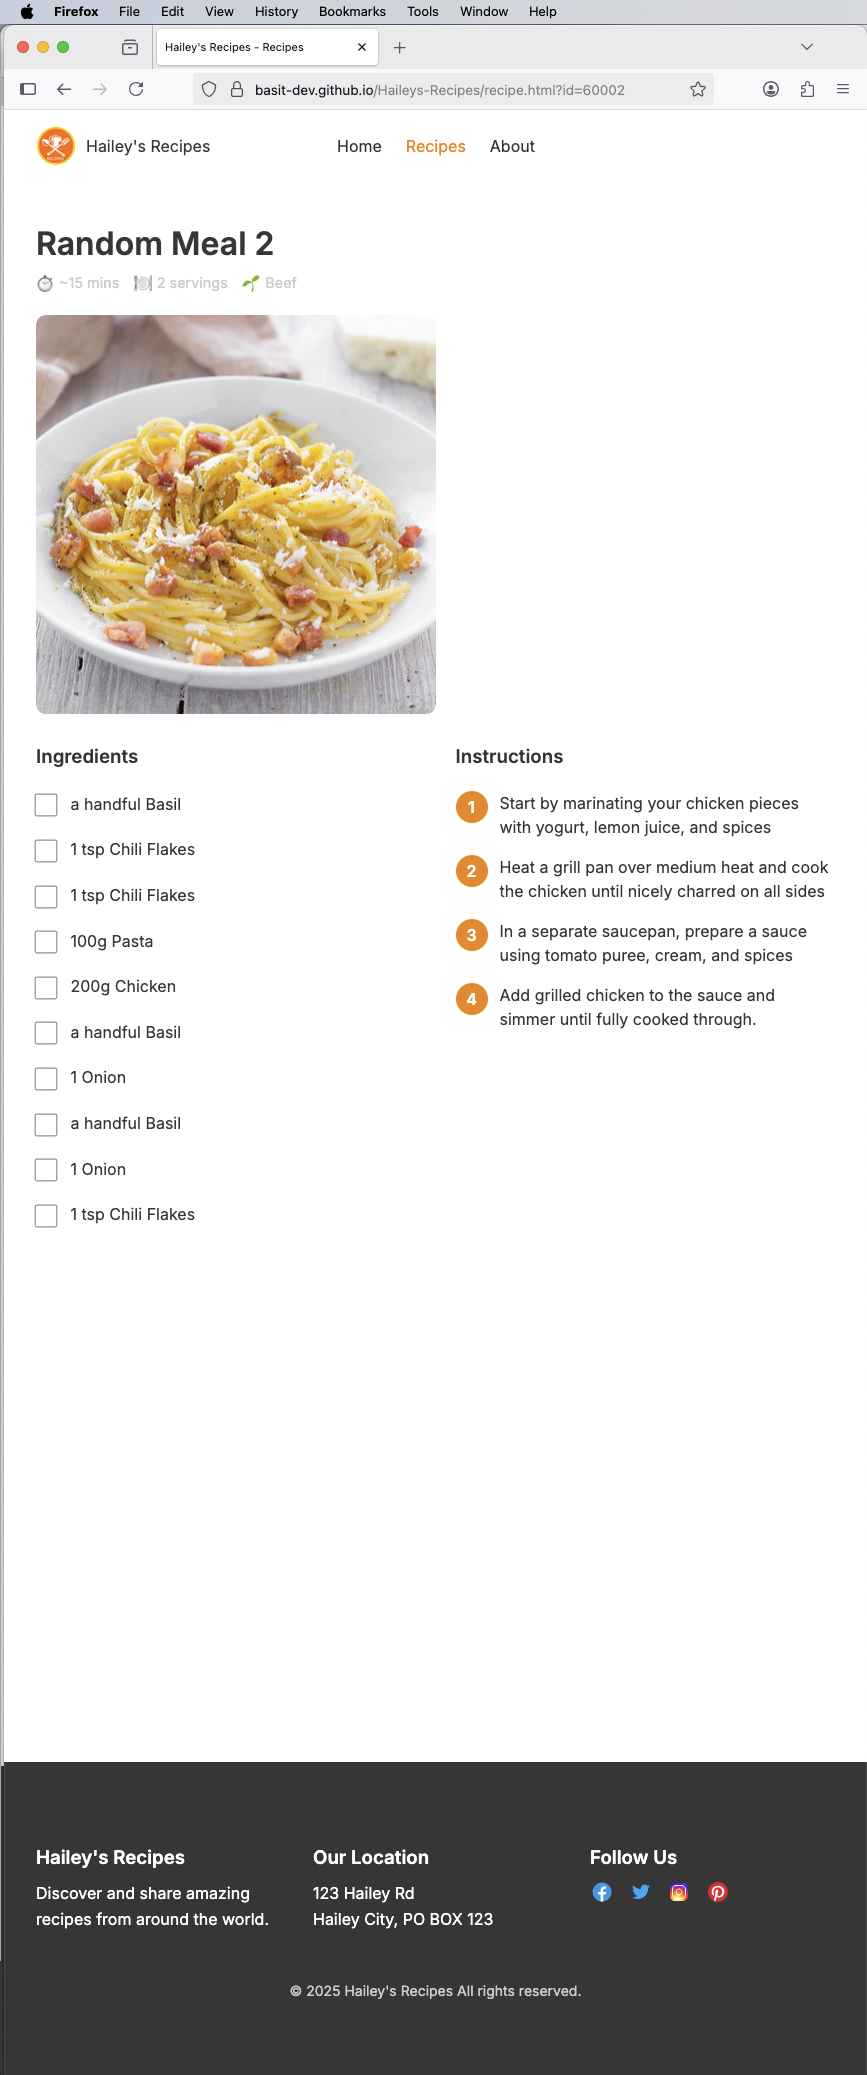 Firefox File Edit View History Bookmarks Tools Window Help
Hailey's Recipes - Recipes
basit-dev.github.io/Haileys-Recipes/recipe.html?id=60002
Hailey's Recipes Home Recipes About
Random Meal 2
~15 mins 2 servings Beef
Ingredients
a handful Basil
1 tsp Chili Flakes
1 tsp Chili Flakes
100g Pasta
200g Chicken
a handful Basil
1 Onion
a handful Basil
1 Onion
1 tsp Chili Flakes
Instructions
1 Start by marinating your chicken pieces
with yogurt, lemon juice, and spices
2 Heat a grill pan over medium heat and cook
the chicken until nicely charred on all sides
3 In a separate saucepan, prepare a sauce
using tomato puree, cream, and spices
4 Add grilled chicken to the sauce and
simmer until fully cooked through.
Hailey's Recipes
Discover and share amazing
recipes from around the world.
Our Location
123 Hailey Rd
Hailey City, PO BOX 123
Follow Us
© 2025 Hailey's Recipes All rights reserved.